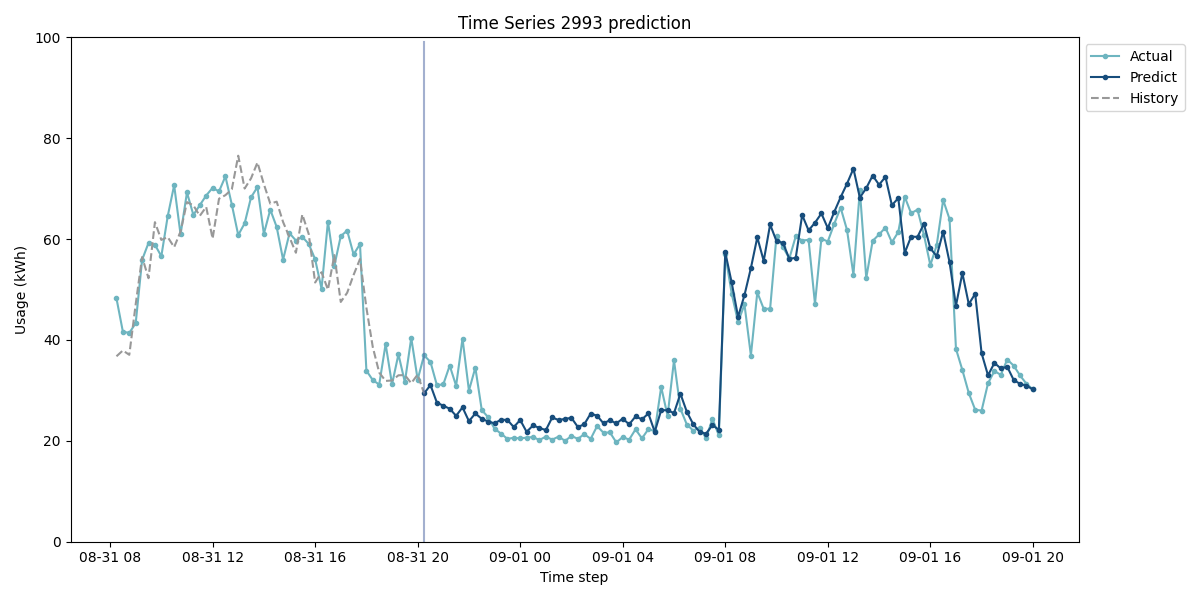 Time Series 2993 prediction
100
80
60
40
20
0
Usage (kWh)
08-31 08
08-31 12
08-31 16
08-31 20
09-01 00
09-01 04
09-01 08
09-01 12
09-01 16
09-01 20
Time step
Actual
Predict
History